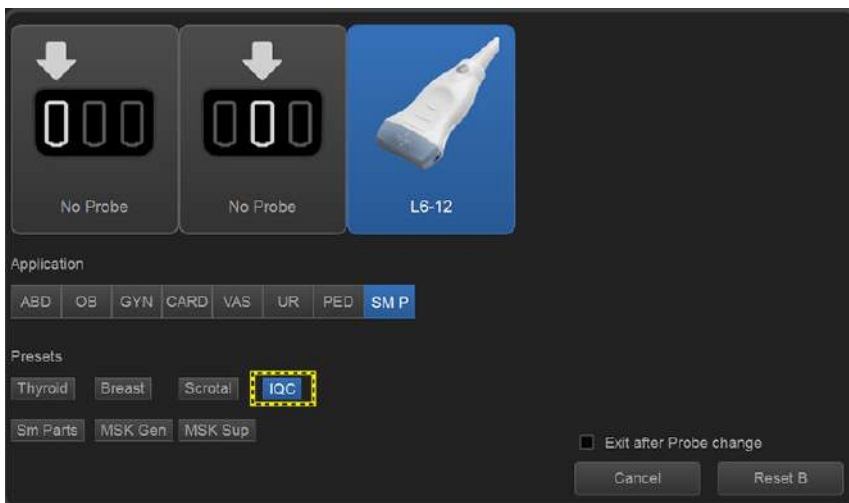 No Probe No Probe L6-12
Application
ABD OB GYN CARD VAS UR PED SM P
Presets
Thyroid Breast Scrotal IQC
Sm Parts MSK Gen MSK Sup
Exit after Probe change
Cancel Reset B